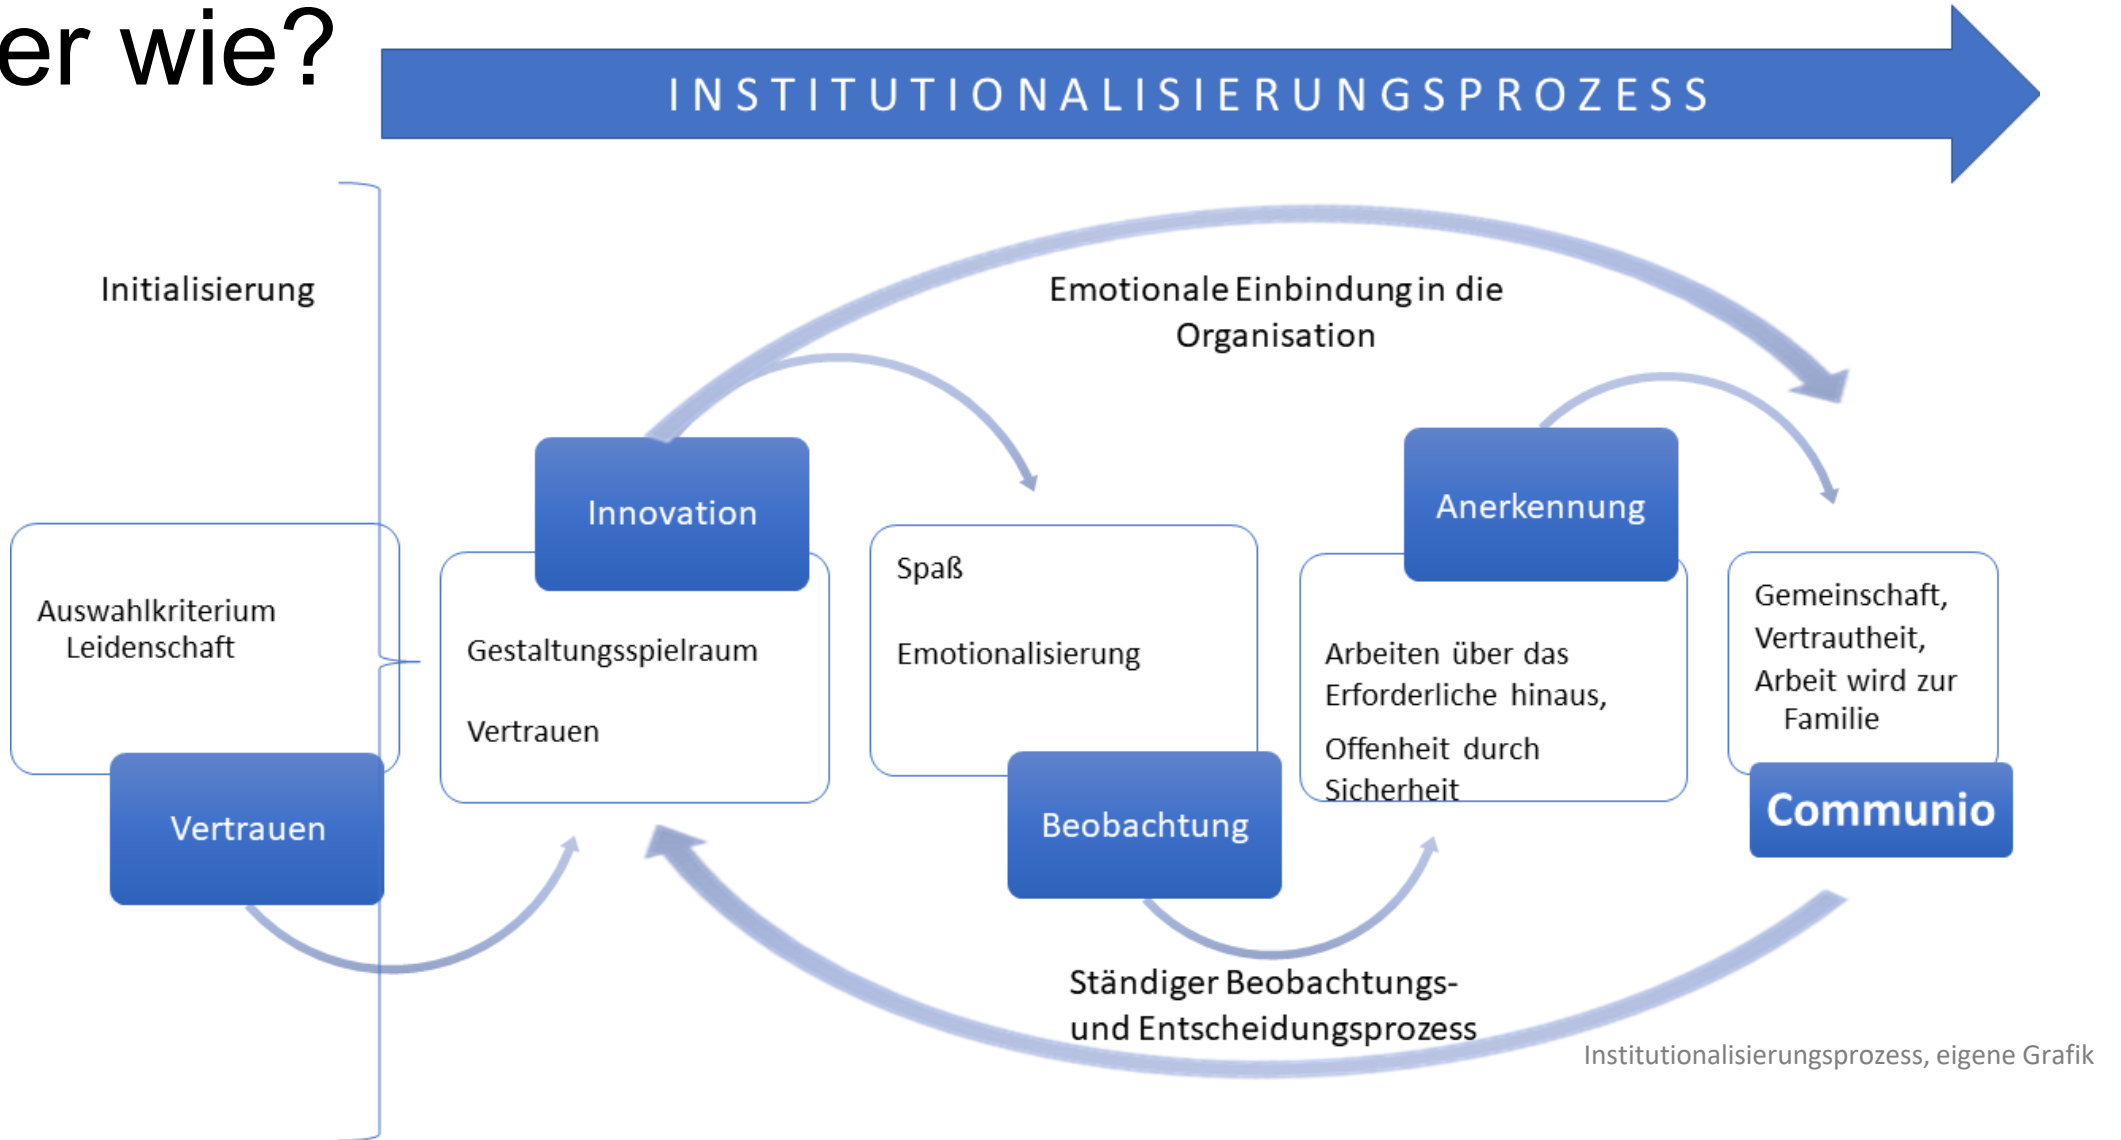 er wie?
INSTITUTIONALISIERUNGSPROZESS
Initialisierung
Emotionale Einbindung in die
Organisation
Auswahlkriterium
Leidenschaft
Vertrauen
Innovation
Gestaltungsspielraum
Vertrauen
Spaß
Emotionalisierung
Beobachtung
Anerkennung
Arbeiten über das
Erforderliche hinaus,
Offenheit durch
Sicherheit
Gemeinschaft,
Vertrautheit,
Arbeit wird zur
Familie
Communio
Ständiger Beobachtungs-
und Entscheidungsprozess
Institutionalisierungsprozess, eigene Grafik